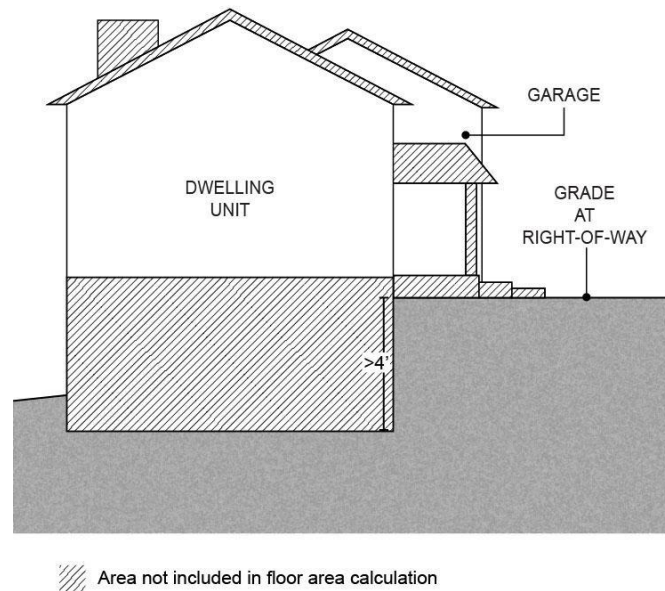 GARAGE
DWELLING
UNIT
GRADE
AT
RIGHT-OF-WAY
>4'
Area not included in floor area calculation